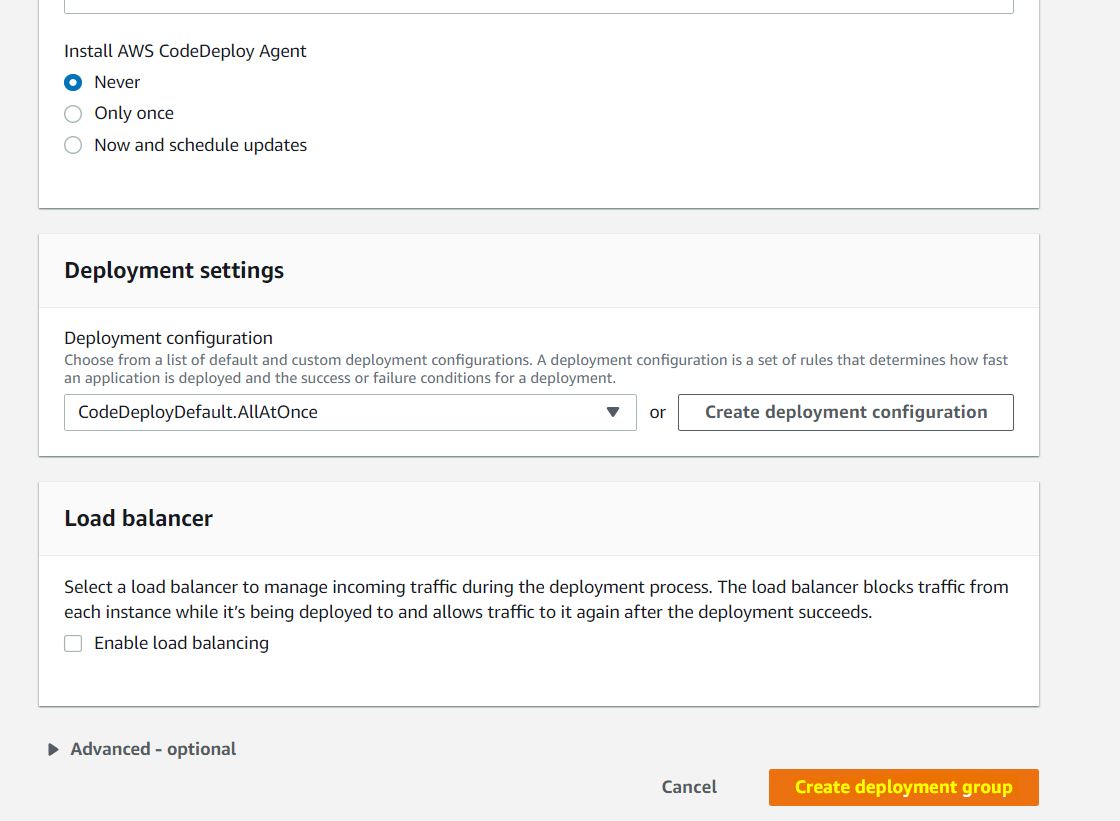 Install AWS CodeDeploy Agent
Never
Only once
Now and schedule updates
Deployment settings
Deployment configuration
Choose from a list of default and custom deployment configurations. A deployment configuration is a set of rules that determines how fast
an application is deployed and the success or failure conditions for a deployment.
CodeDeployDefault.AllAtOnce or Create deployment configuration
Load balancer
Select a load balancer to manage incoming traffic during the deployment process. The load balancer blocks traffic from
each instance while it’s being deployed to and allows traffic to it again after the deployment succeeds.
Enable load balancing
Advanced - optional
Cancel Create deployment group